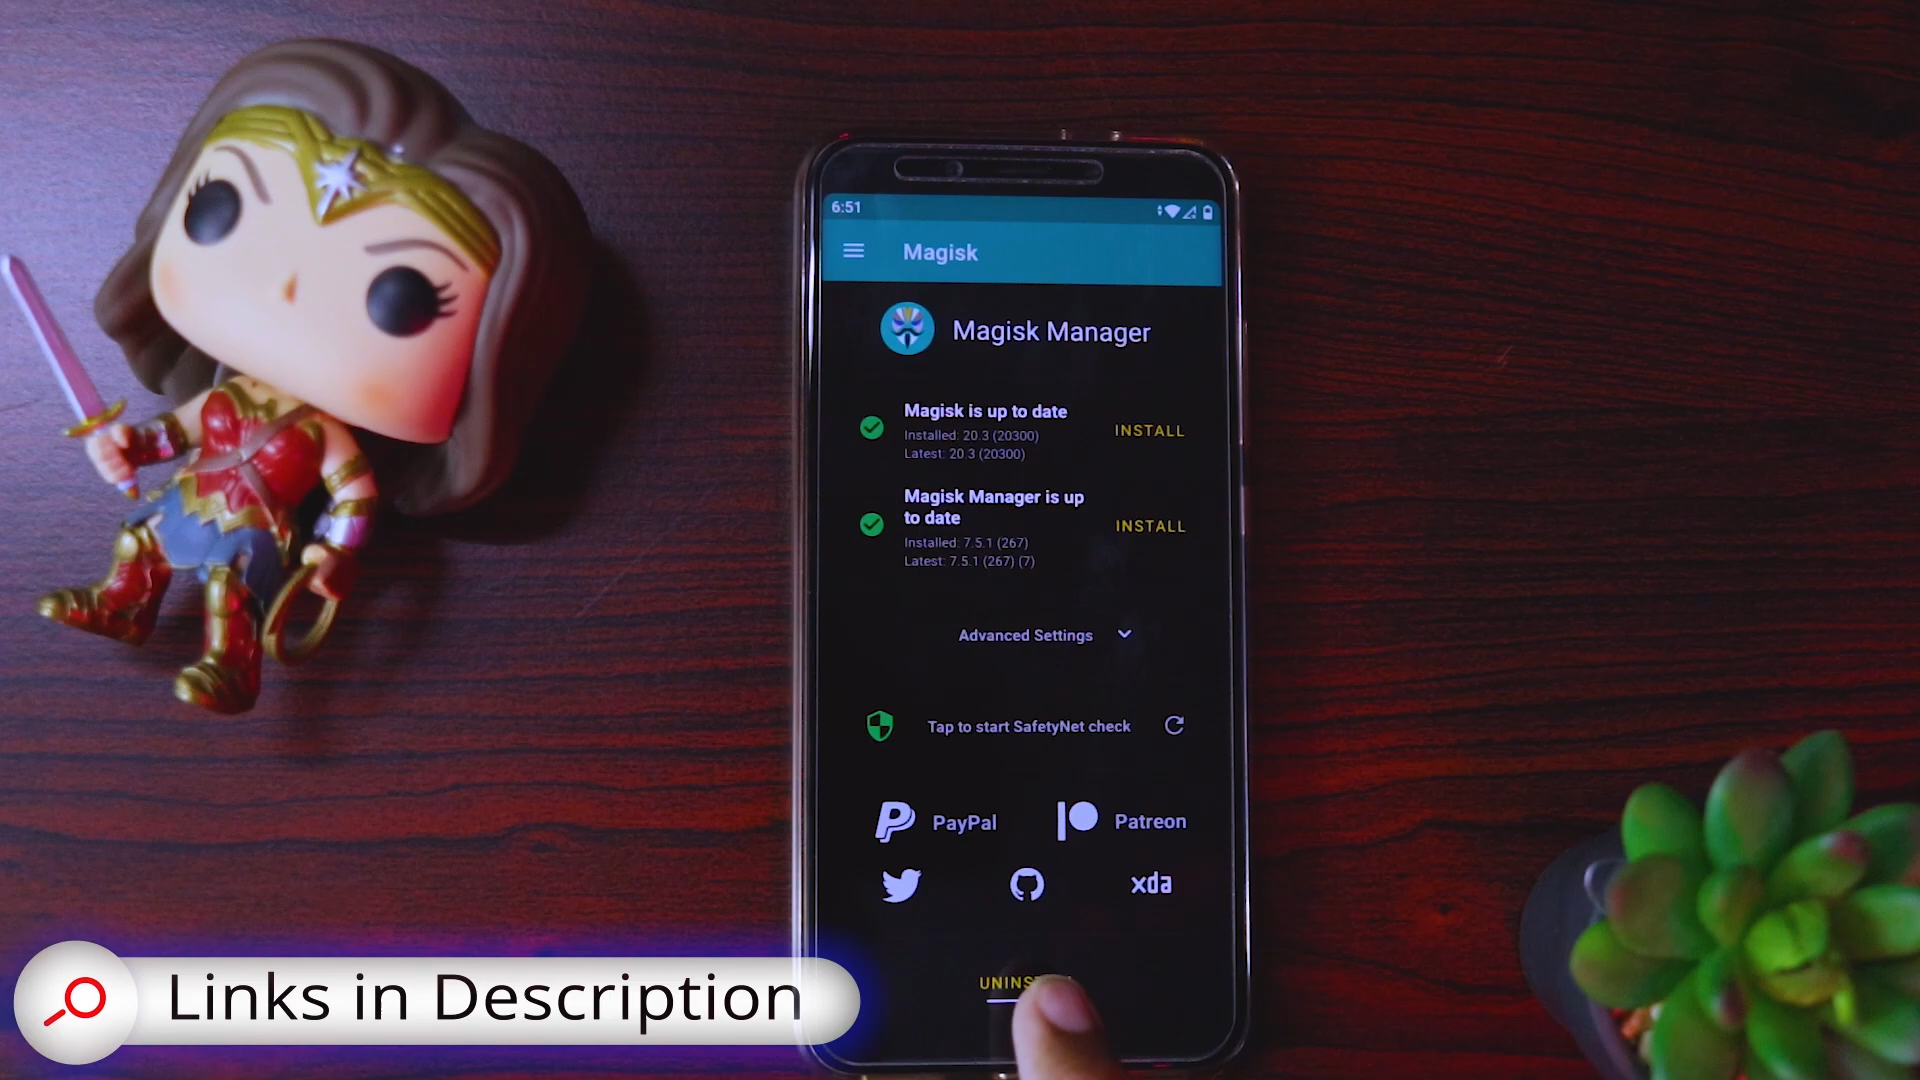 6:51
Magisk
Magisk Manager
Magisk is up to date
INSTALL
Installed: 20.3 (20300)
Latest: 20.3 (20300)
Magisk Manager is up
to date
INSTALL
Installed: 7.5.1 (267)
Latest: 7.5.1 (267) (7)
Advanced Settings
Tap to start SafetyNet check
PayPal
Patreon
xda
Links in Description